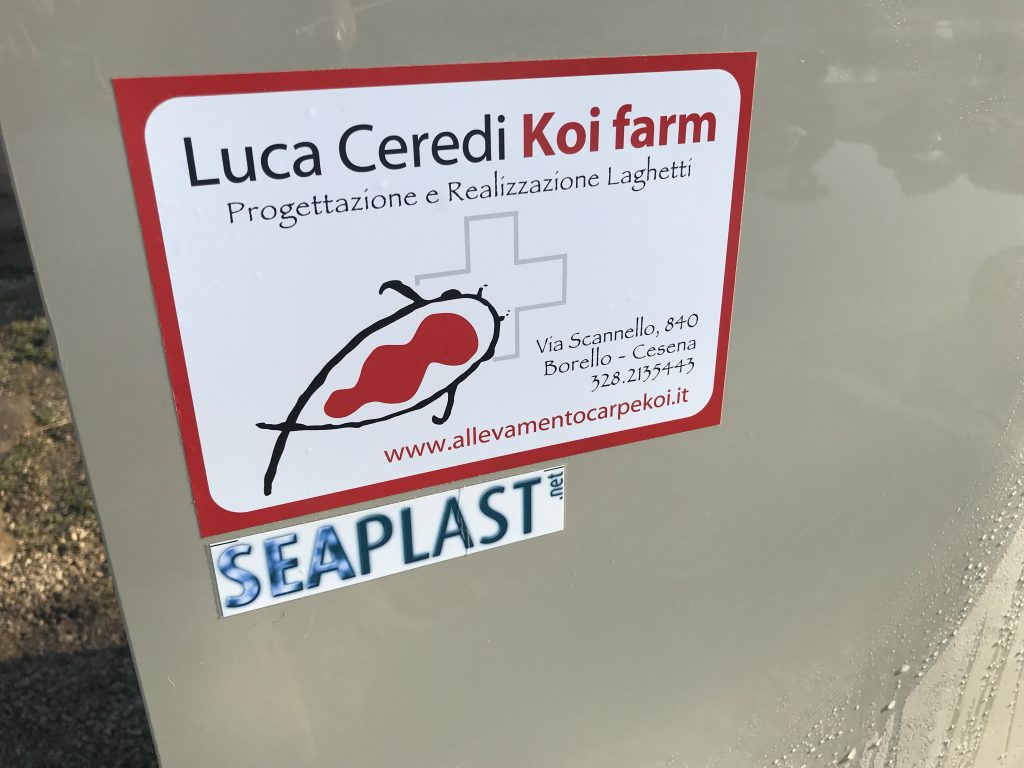 Luca Ceredi Koi farm
Progettazione e Realizzazione Laghetti
Via Scannello, 840
Borello - Cesena
328.2135443
www.allevamentocarpekoi.it
SEAPLAST.net